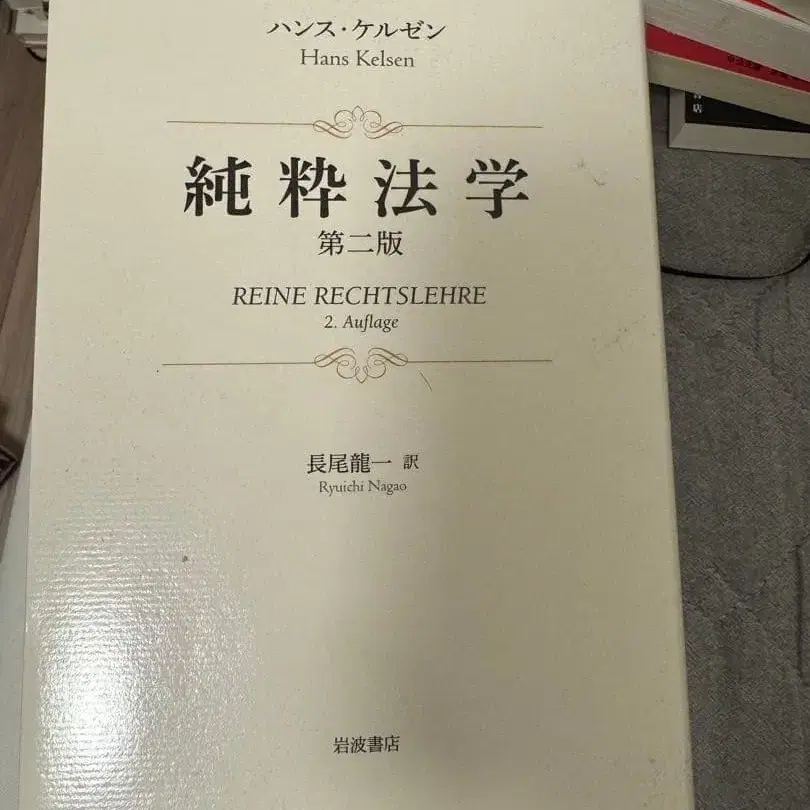 ハンス・ケルゼン
Hans Kelsen
純粋法学
第二版
REINE RECHTSLEHRE
2. Auflage
長尾龍一 訳
Ryuichi Nagao
岩波書店